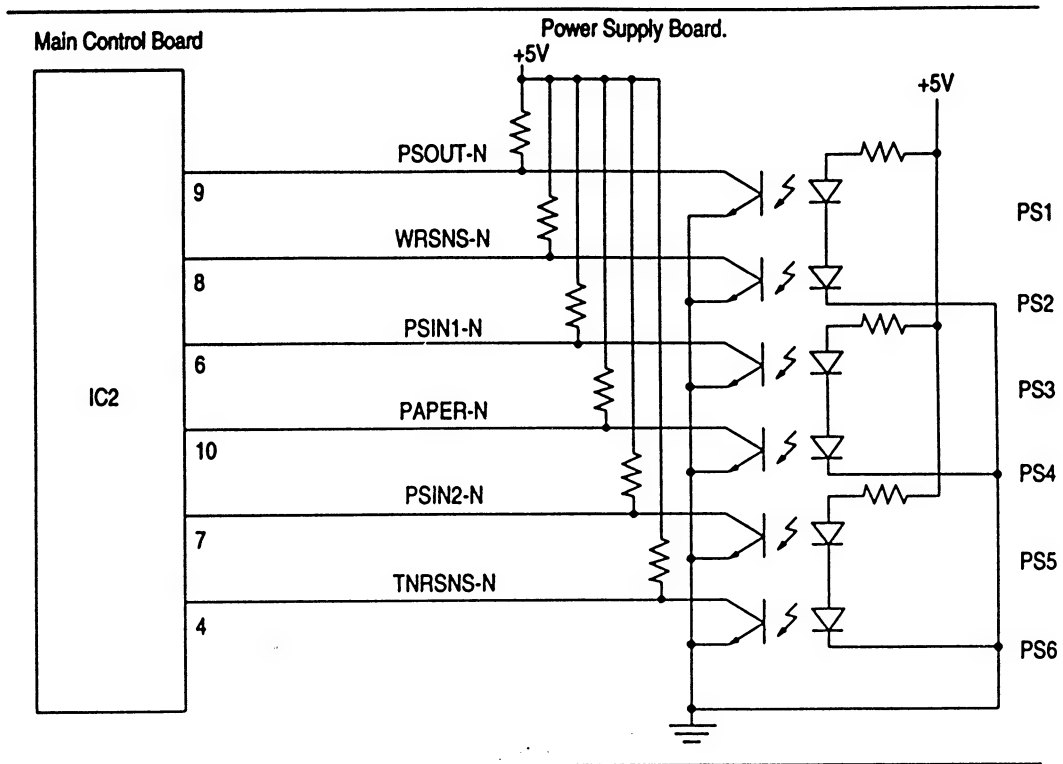 Main Control Board
Power Supply Board.
+5V
+5V
PSOUT-N
9
PS1
WRSNS-N
8
PS2
PSIN1-N
6
PS3
IC2
PAPER-N
10
PS4
PSIN2-N
7
PS5
TNRSNS-N
4
PS6